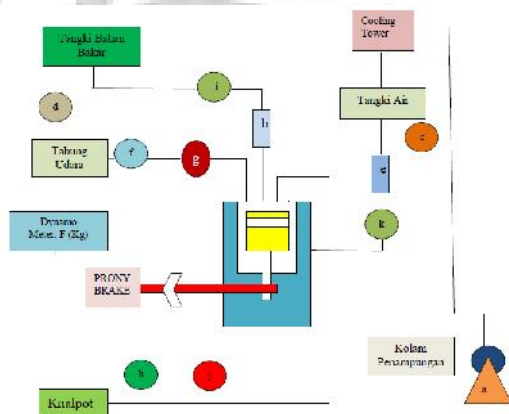 Tangki Bahan
Bakar
Cooling
Tower
i
d
Tangki Air
h
c
Tabung
Udara
f
g
e
Dynamo
Meter. F (Kg)
k
PRONY
BRAKE
Kolam
Penampungan
h
j
a
Knalpot